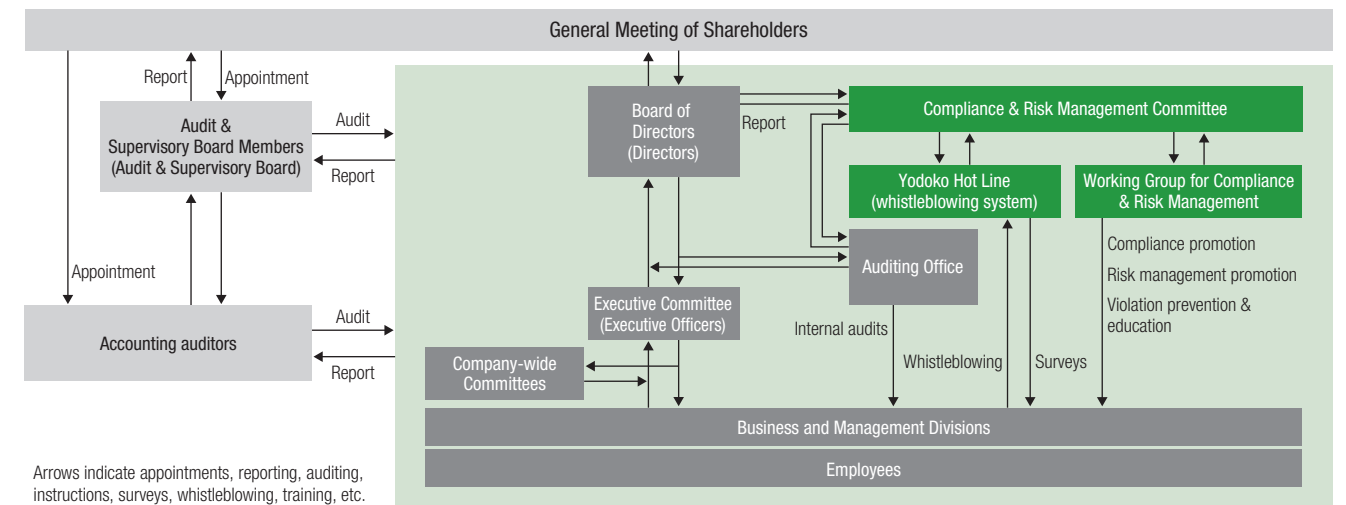 General Meeting of Shareholders
Report
Appointment
Audit &
Supervisory Board Members
(Audit & Supervisory Board)
Audit
Report
Board of
Directors
(Directors)
Report
Compliance & Risk Management Committee
Yodoko Hot Line
(whistleblowing system)
Working Group for Compliance
& Risk Management
Appointment
Auditing Office
Compliance promotion
Risk management promotion
Violation prevention &
education
Accounting auditors
Audit
Report
Executive Committee
(Executive Officers)
Internal audits
Company-wide
Committees
Whistleblowing
Surveys
Business and Management Divisions
Employees
Arrows indicate appointments, reporting, auditing,
instructions, surveys, whistleblowing, training, etc.